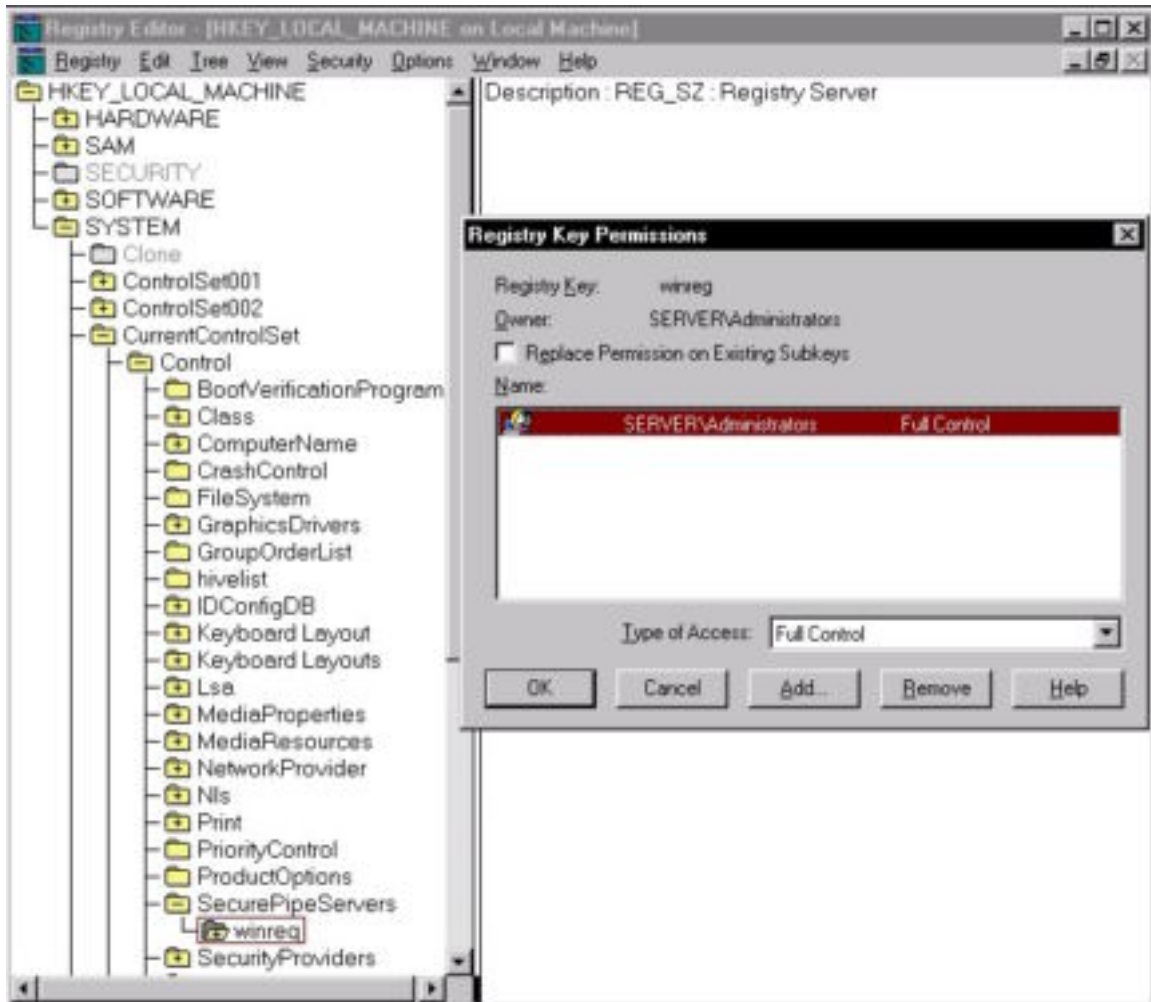 Registry Editor - [HKEY_LOCAL_MACHINE on Local Machine]
Registry Edit Tree View Security Options Window Help
HKEY_LOCAL_MACHINE
HARDWARE
SAM
SECURITY
SOFTWARE
SYSTEM
Clone
ControlSet001
ControlSet002
CurrentControlSet
Control
BootVerificationProgram
Class
ComputerName
CrashControl
FileSystem
GraphicsDrivers
GroupOrderList
hivelist
IDConfigDB
Keyboard Layout
Keyboard Layouts
Lsa
MediaProperties
MediaResources
NetworkProvider
Nls
Print
PriorityControl
ProductOptions
SecurePipeServers
winreg
SecurityProviders
Description : REG_SZ : Registry Server
Registry Key Permissions
Registry Key: winreg
Owner: SERVER\Administrators
Replace Permission on Existing Subkeys
Name:
SERVER\Administrators Full Control
Type of Access: Full Control
OK Cancel Add... Remove Help